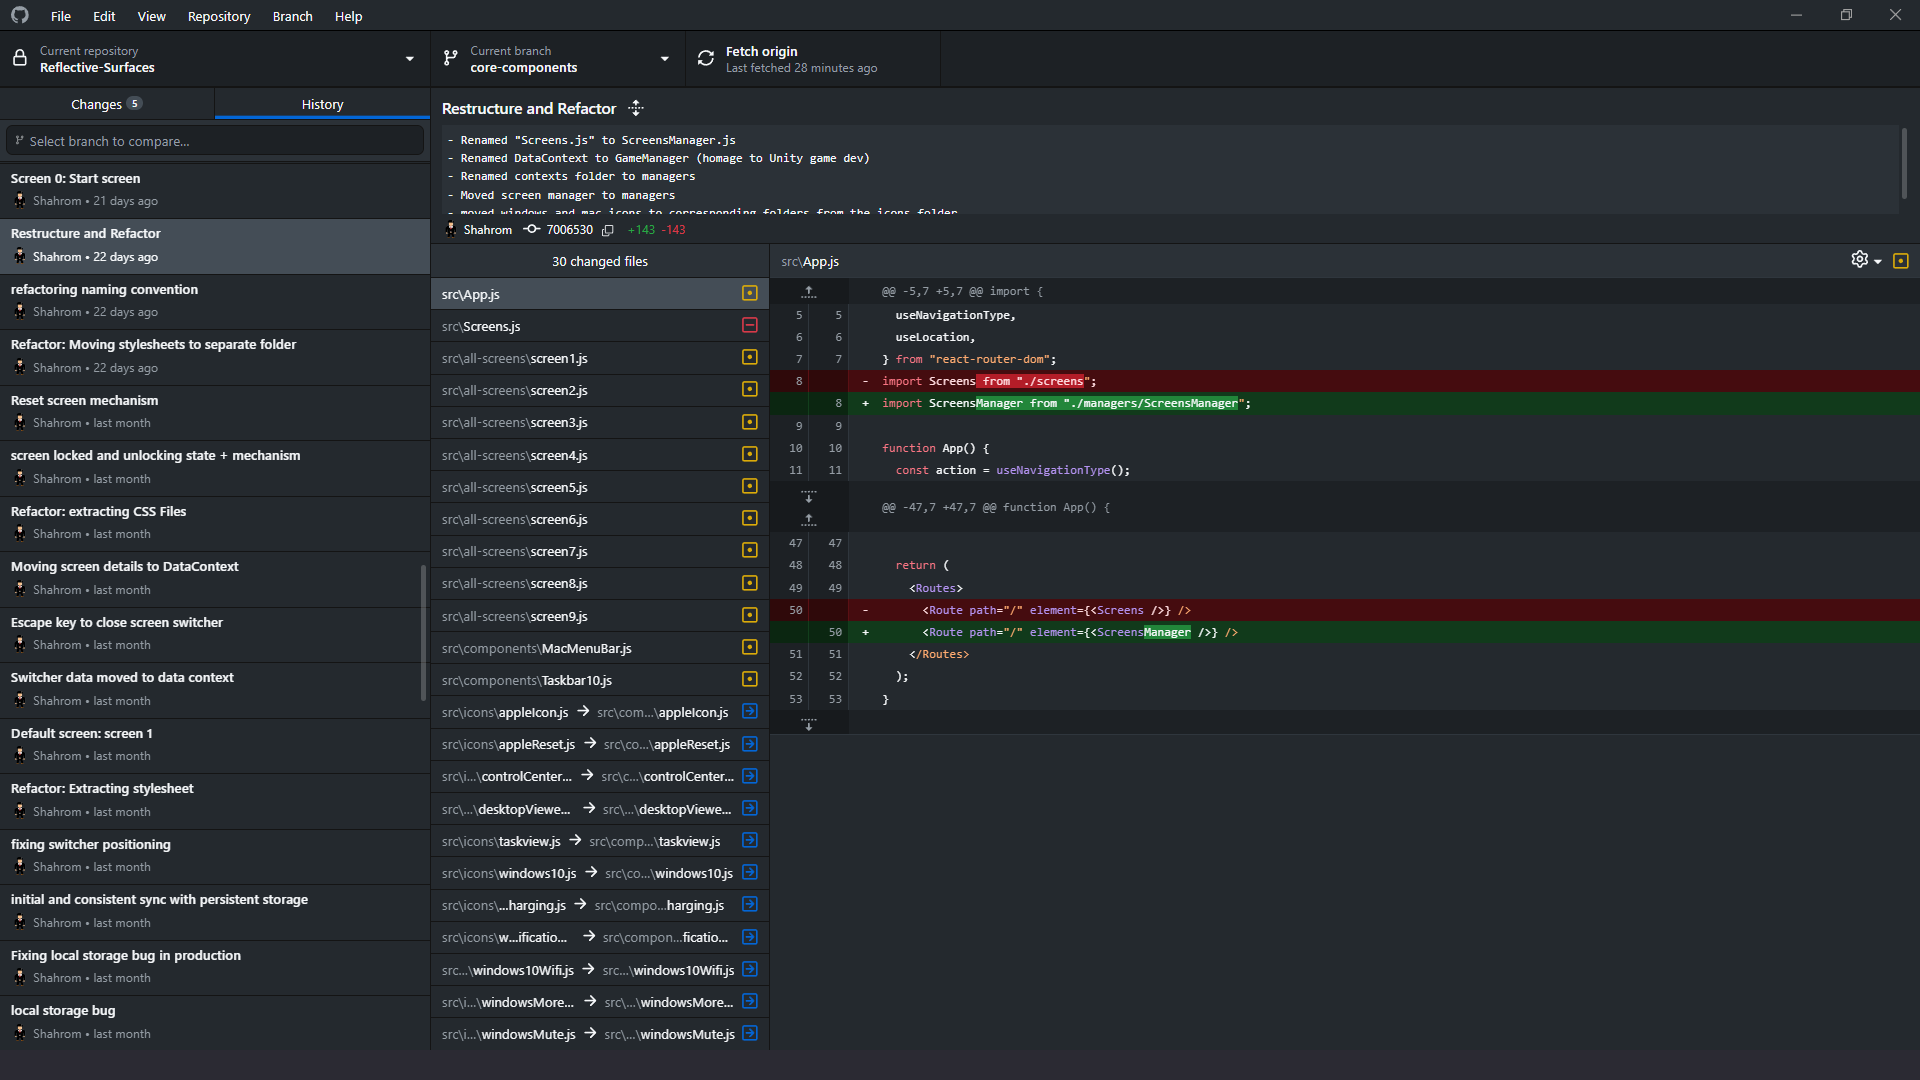 File Edit View Repository Branch Help
Current repository
Reflective-Surfaces
Current branch
core-components
Fetch origin
Last fetched 28 minutes ago
Changes 5
History
Select branch to compare...
Screen 0: Start screen
Shahrom • 21 days ago
Restructure and Refactor
Shahrom • 22 days ago
refactoring naming convention
Shahrom • 22 days ago
Refactor: Moving stylesheets to separate folder
Shahrom • 22 days ago
Reset screen mechanism
Shahrom • last month
screen locked and unlocking state + mechanism
Shahrom • last month
Refactor: extracting CSS Files
Shahrom • last month
Moving screen details to DataContext
Shahrom • last month
Escape key to close screen switcher
Shahrom • last month
Switcher data moved to data context
Shahrom • last month
Default screen: screen 1
Shahrom • last month
Refactor: Extracting stylesheet
Shahrom • last month
fixing switcher positioning
Shahrom • last month
initial and consistent sync with persistent storage
Shahrom • last month
Fixing local storage bug in production
Shahrom • last month
local storage bug
Shahrom • last month
Restructure and Refactor
- Renamed "Screens.js" to ScreensManager.js
- Renamed DataContext to GameManager (homage to Unity game dev)
- Renamed contexts folder to managers
- Moved screen manager to managers
- moved windows and mac icons to corresponding folders from the icons folder
Shahrom 7006530 +143 -143
30 changed files
src\App.js
src\Screens.js
src\all-screens\screen1.js
src\all-screens\screen2.js
src\all-screens\screen3.js
src\all-screens\screen4.js
src\all-screens\screen5.js
src\all-screens\screen6.js
src\all-screens\screen7.js
src\all-screens\screen8.js
src\all-screens\screen9.js
src\components\MacMenuBar.js
src\components\Taskbar10.js
src\icons\appleIcon.js → src\com...\appleIcon.js
src\icons\appleReset.js → src\co...\appleReset.js
src\i...\controlCenter... → src\c...\controlCenter...
src\...\desktopViewe... → src\...\desktopViewe...
src\icons\taskview.js → src\comp...\taskview.js
src\icons\windows10.js → src\co...\windows10.js
src\icons\...harging.js → src\compo...harging.js
src\icons\w...ificatio... → src\compon...ficatio...
src...\windows10Wifi.js → src...\windows10Wifi.js
src\i...\windowsMore... → src\...\windowsMore...
src\i...\windowsMute.js → src\...\windowsMute.js
src\App.js
@@ -5,7 +5,7 @@ import {
5 5 useNavigationType,
6 6 useLocation,
7 7 } from "react-router-dom";
8 - import Screens from "./screens";
8 + import ScreensManager from "./managers/ScreensManager";
9 9
10 10 function App() {
11 11 const action = useNavigationType();
@@ -47,7 +47,7 @@ function App() {
47 47
48 48 return (
49 49 <Routes>
50 - <Route path="/" element={<Screens />} />
50 + <Route path="/" element={<ScreensManager />} />
51 51 </Routes>
52 52 );
53 53 }